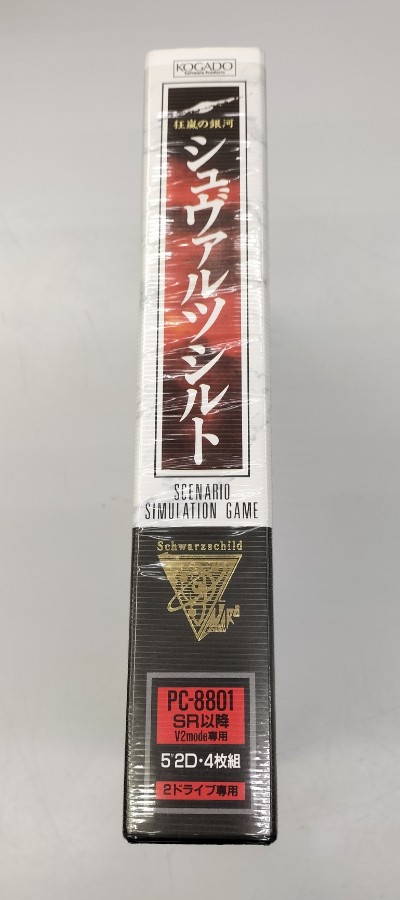 KOGADO
Software Products
狂嵐の銀河
シュヴァルツシルト
SCENARIO
SIMULATION GAME
Schwarzschild
PC-8801
SR以降
V2mode専用
5"2D・4枚組
2ドライブ専用